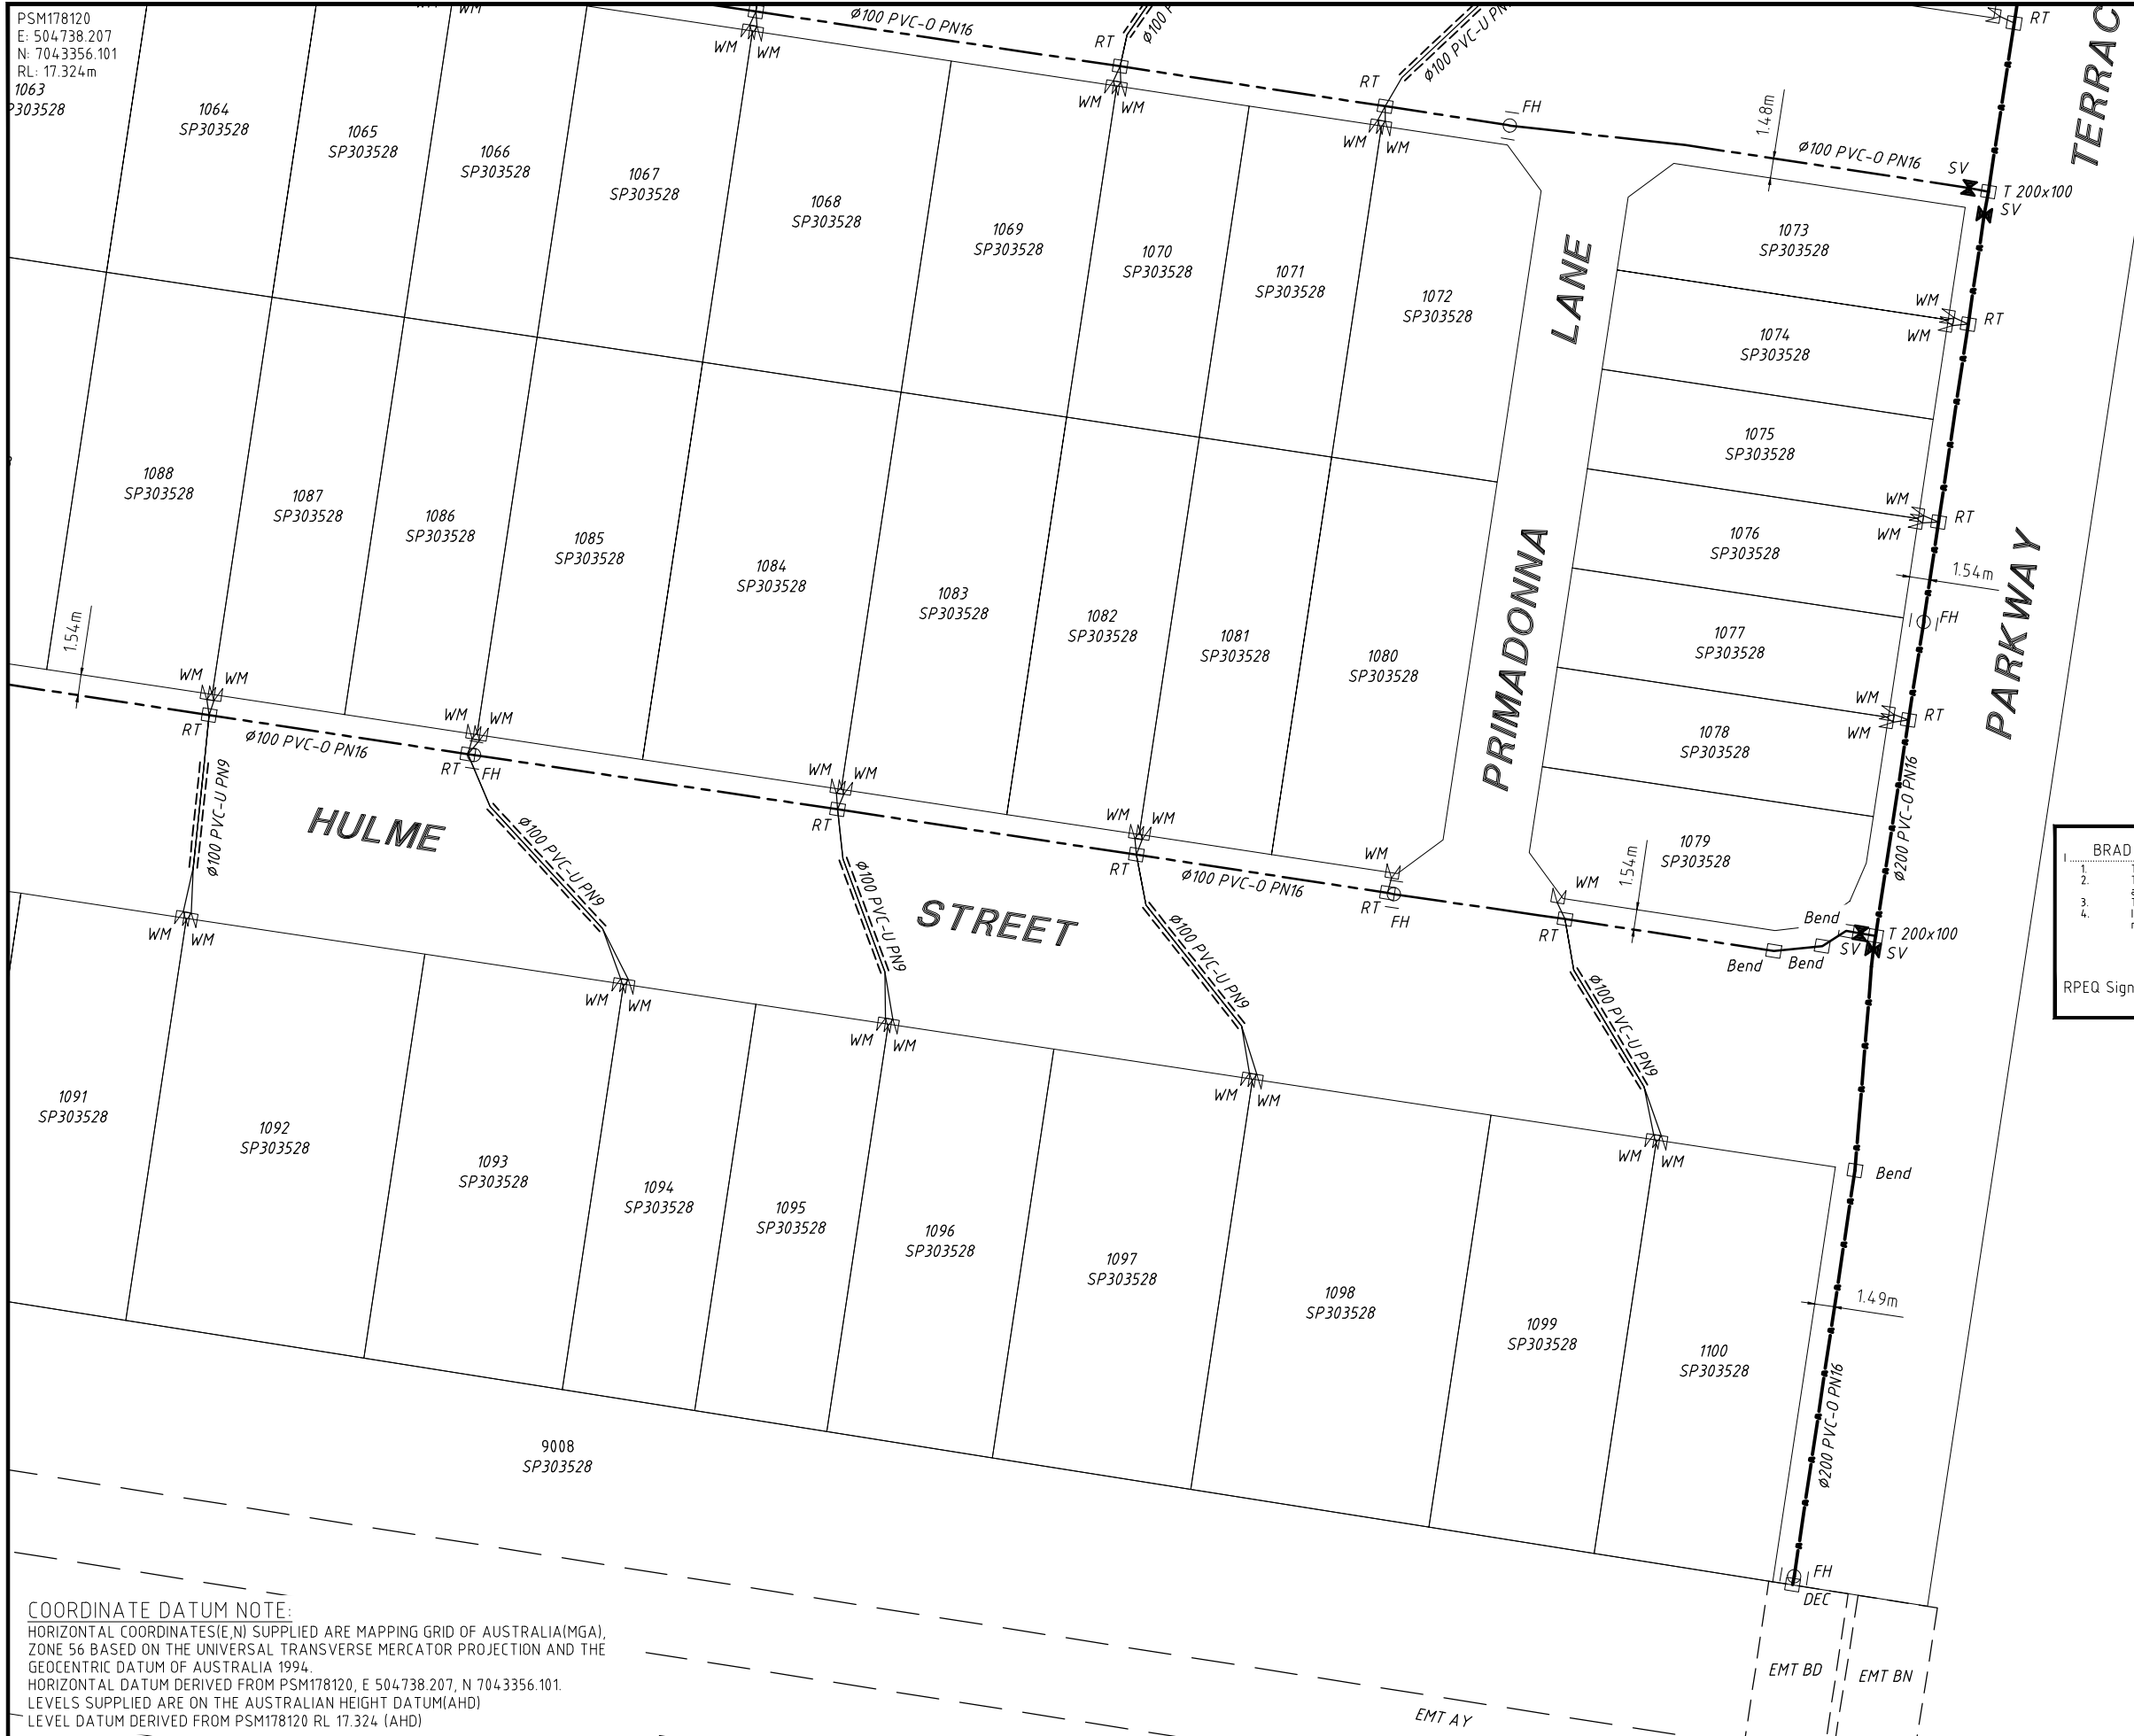 PSM178120
E: 504738.207
N: 7043356.101
RL: 17.324m
1063
P303528
WM WM
Ø100 PVC-O PN16
RT
WM WM
RT
WM WM
RT
Ø100 PVC-U
WM WM
FH
1.48m
Ø100 PVC-O PN16
SV
T 200x100
SV
RT
TERRAC
1064
SP303528
1065
SP303528
1066
SP303528
1067
SP303528
1068
SP303528
1069
SP303528
1070
SP303528
1071
SP303528
1072
SP303528
PRIMADONNA LANE
1073
SP303528
WM
WM
RT
1074
SP303528
1075
SP303528
WM
WM
RT
1076
SP303528
1.54m
FH
1077
SP303528
WM
WM
RT
1078
SP303528
1079
SP303528
PARKWAY
Ø200 PVC-O PN16
1088
SP303528
1087
SP303528
1086
SP303528
1085
SP303528
1084
SP303528
1083
SP303528
1082
SP303528
1081
SP303528
1080
SP303528
1.54m
WM WM
RT
Ø100 PVC-O PN16
WM WM
RT FH
WM WM
RT
WM WM
RT
Ø100 PVC-O PN16
WM
RT
FH
WM
RT
1.54m
Bend
Bend
Bend
SV
T 200x100
SV
HULME STREET
Ø100 PVC-U PN9
Ø100 PVC-U PN9
Ø100 PVC-U PN9
Ø100 PVC-U PN9
Ø100 PVC-U PN9
WM WM
WM WM
WM WM
WM WM
WM WM
BRAD
1.
2.
3.
4.
RPEQ Sign
1091
SP303528
1092
SP303528
1093
SP303528
1094
SP303528
1095
SP303528
1096
SP303528
1097
SP303528
1098
SP303528
1099
SP303528
1100
SP303528
Bend
1.49m
Ø200 PVC-O PN16
FH
DEC
9008
SP303528
EMT BD
EMT BN
EMT AY
COORDINATE DATUM NOTE:
HORIZONTAL COORDINATES(E,N) SUPPLIED ARE MAPPING GRID OF AUSTRALIA(MGA),
ZONE 56 BASED ON THE UNIVERSAL TRANSVERSE MERCATOR PROJECTION AND THE
GEOCENTRIC DATUM OF AUSTRALIA 1994.
HORIZONTAL DATUM DERIVED FROM PSM178120, E 504738.207, N 7043356.101.
LEVELS SUPPLIED ARE ON THE AUSTRALIAN HEIGHT DATUM(AHD)
LEVEL DATUM DERIVED FROM PSM178120 RL 17.324 (AHD)